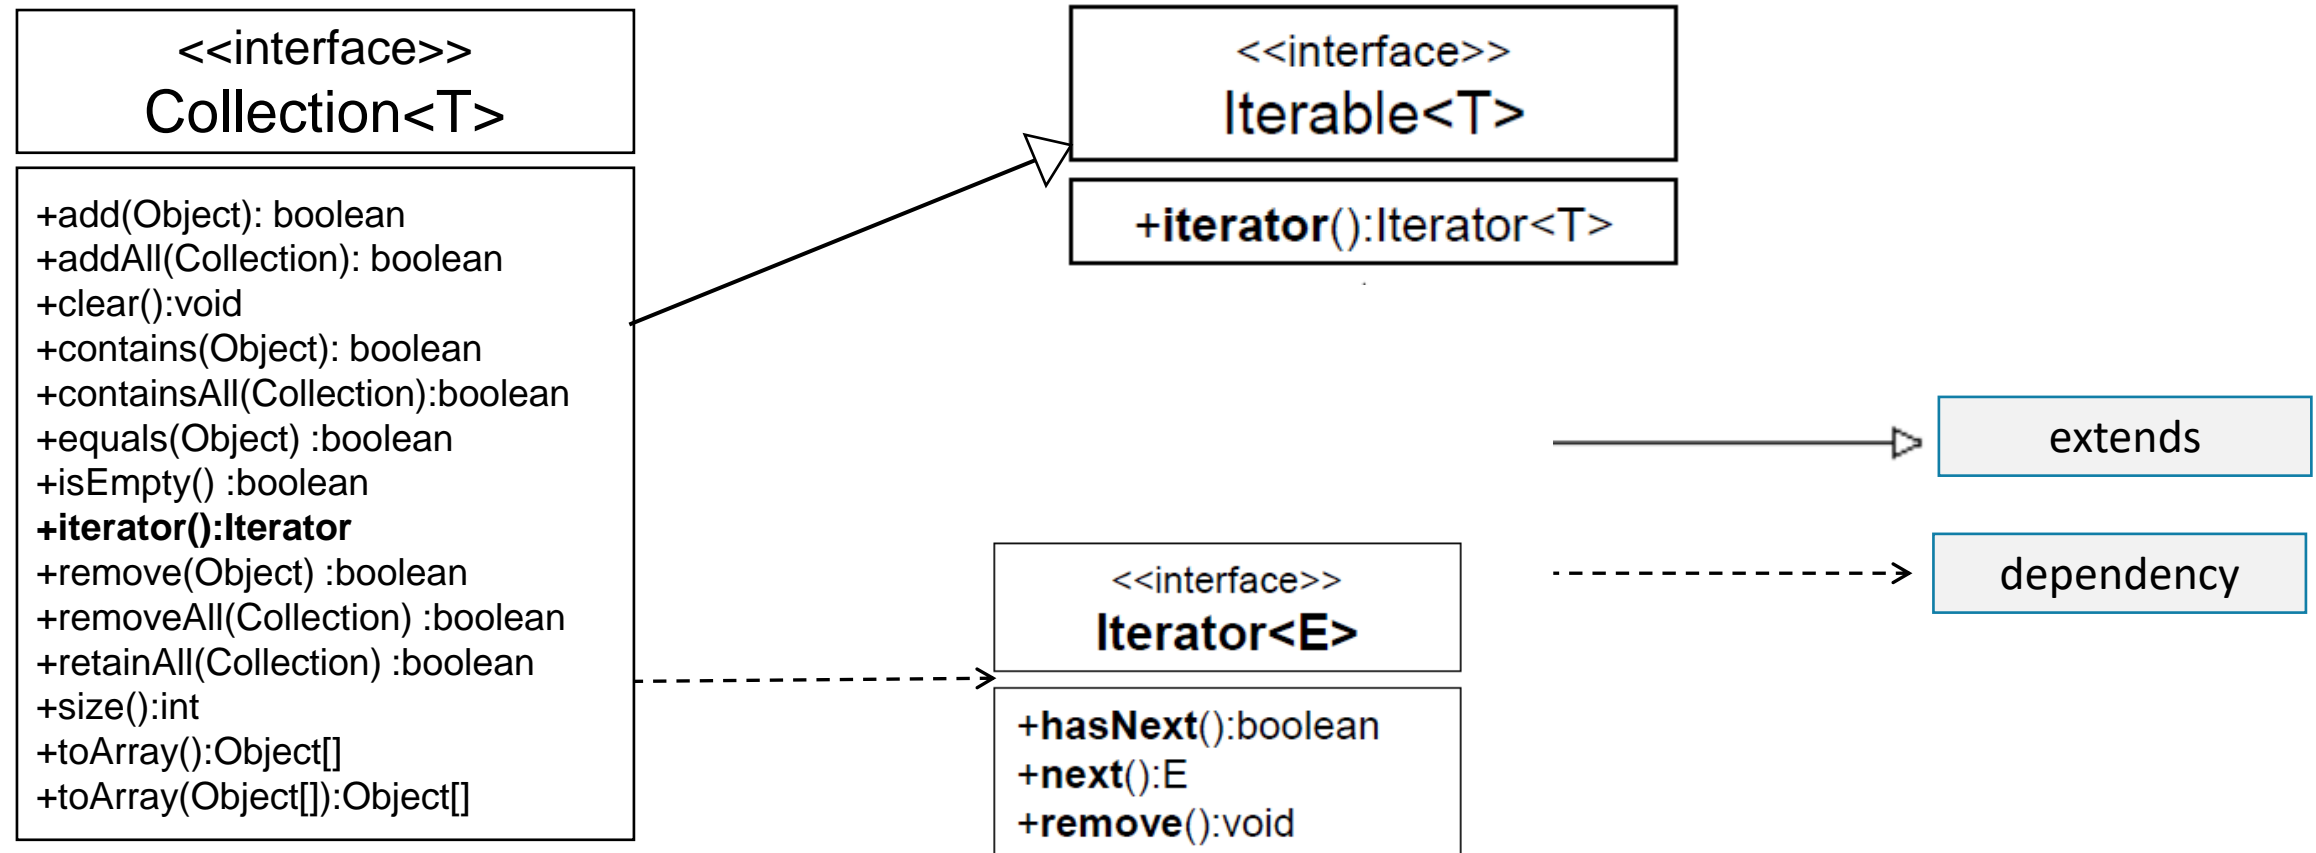 <<interface>>
Collection<T>
+add(Object): boolean
+addAll(Collection): boolean
+clear():void
+contains(Object): boolean
+containsAll(Collection):boolean
+equals(Object) :boolean
+isEmpty() :boolean
+iterator():Iterator
+remove(Object) :boolean
+removeAll(Collection) :boolean
+retainAll(Collection) :boolean
+size():int
+toArray():Object[]
+toArray(Object[]):Object[]
<<interface>>
Iterable<T>
+iterator():Iterator<T>
<<interface>>
Iterator<E>
+hasNext():boolean
+next():E
+remove():void
extends
dependency